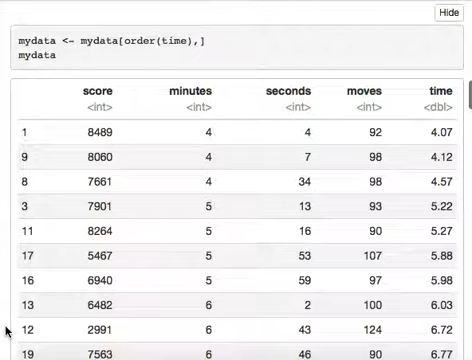 Hide
mydata <- mydata[order(time),]
mydata
score minutes seconds moves time
<int> <int> <int> <int> <dbl>
1 8489 4 4 92 4.07
9 8060 4 7 98 4.12
8 7661 4 34 98 4.57
3 7901 5 13 93 5.22
11 8264 5 16 90 5.27
17 5467 5 53 107 5.88
16 6940 5 59 97 5.98
13 6482 6 2 100 6.03
12 2991 6 43 124 6.72
19 7563 6 46 90 6.77